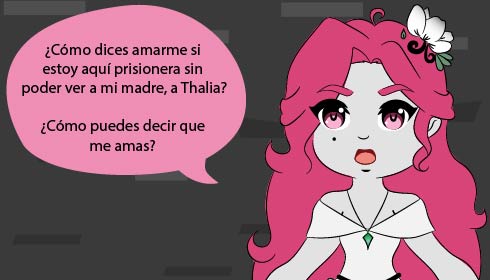 ¿Cómo dices amarme si
estoy aquí prisionera sin
poder ver a mi madre, a Thalia?
¿Cómo puedes decir que
me amas?